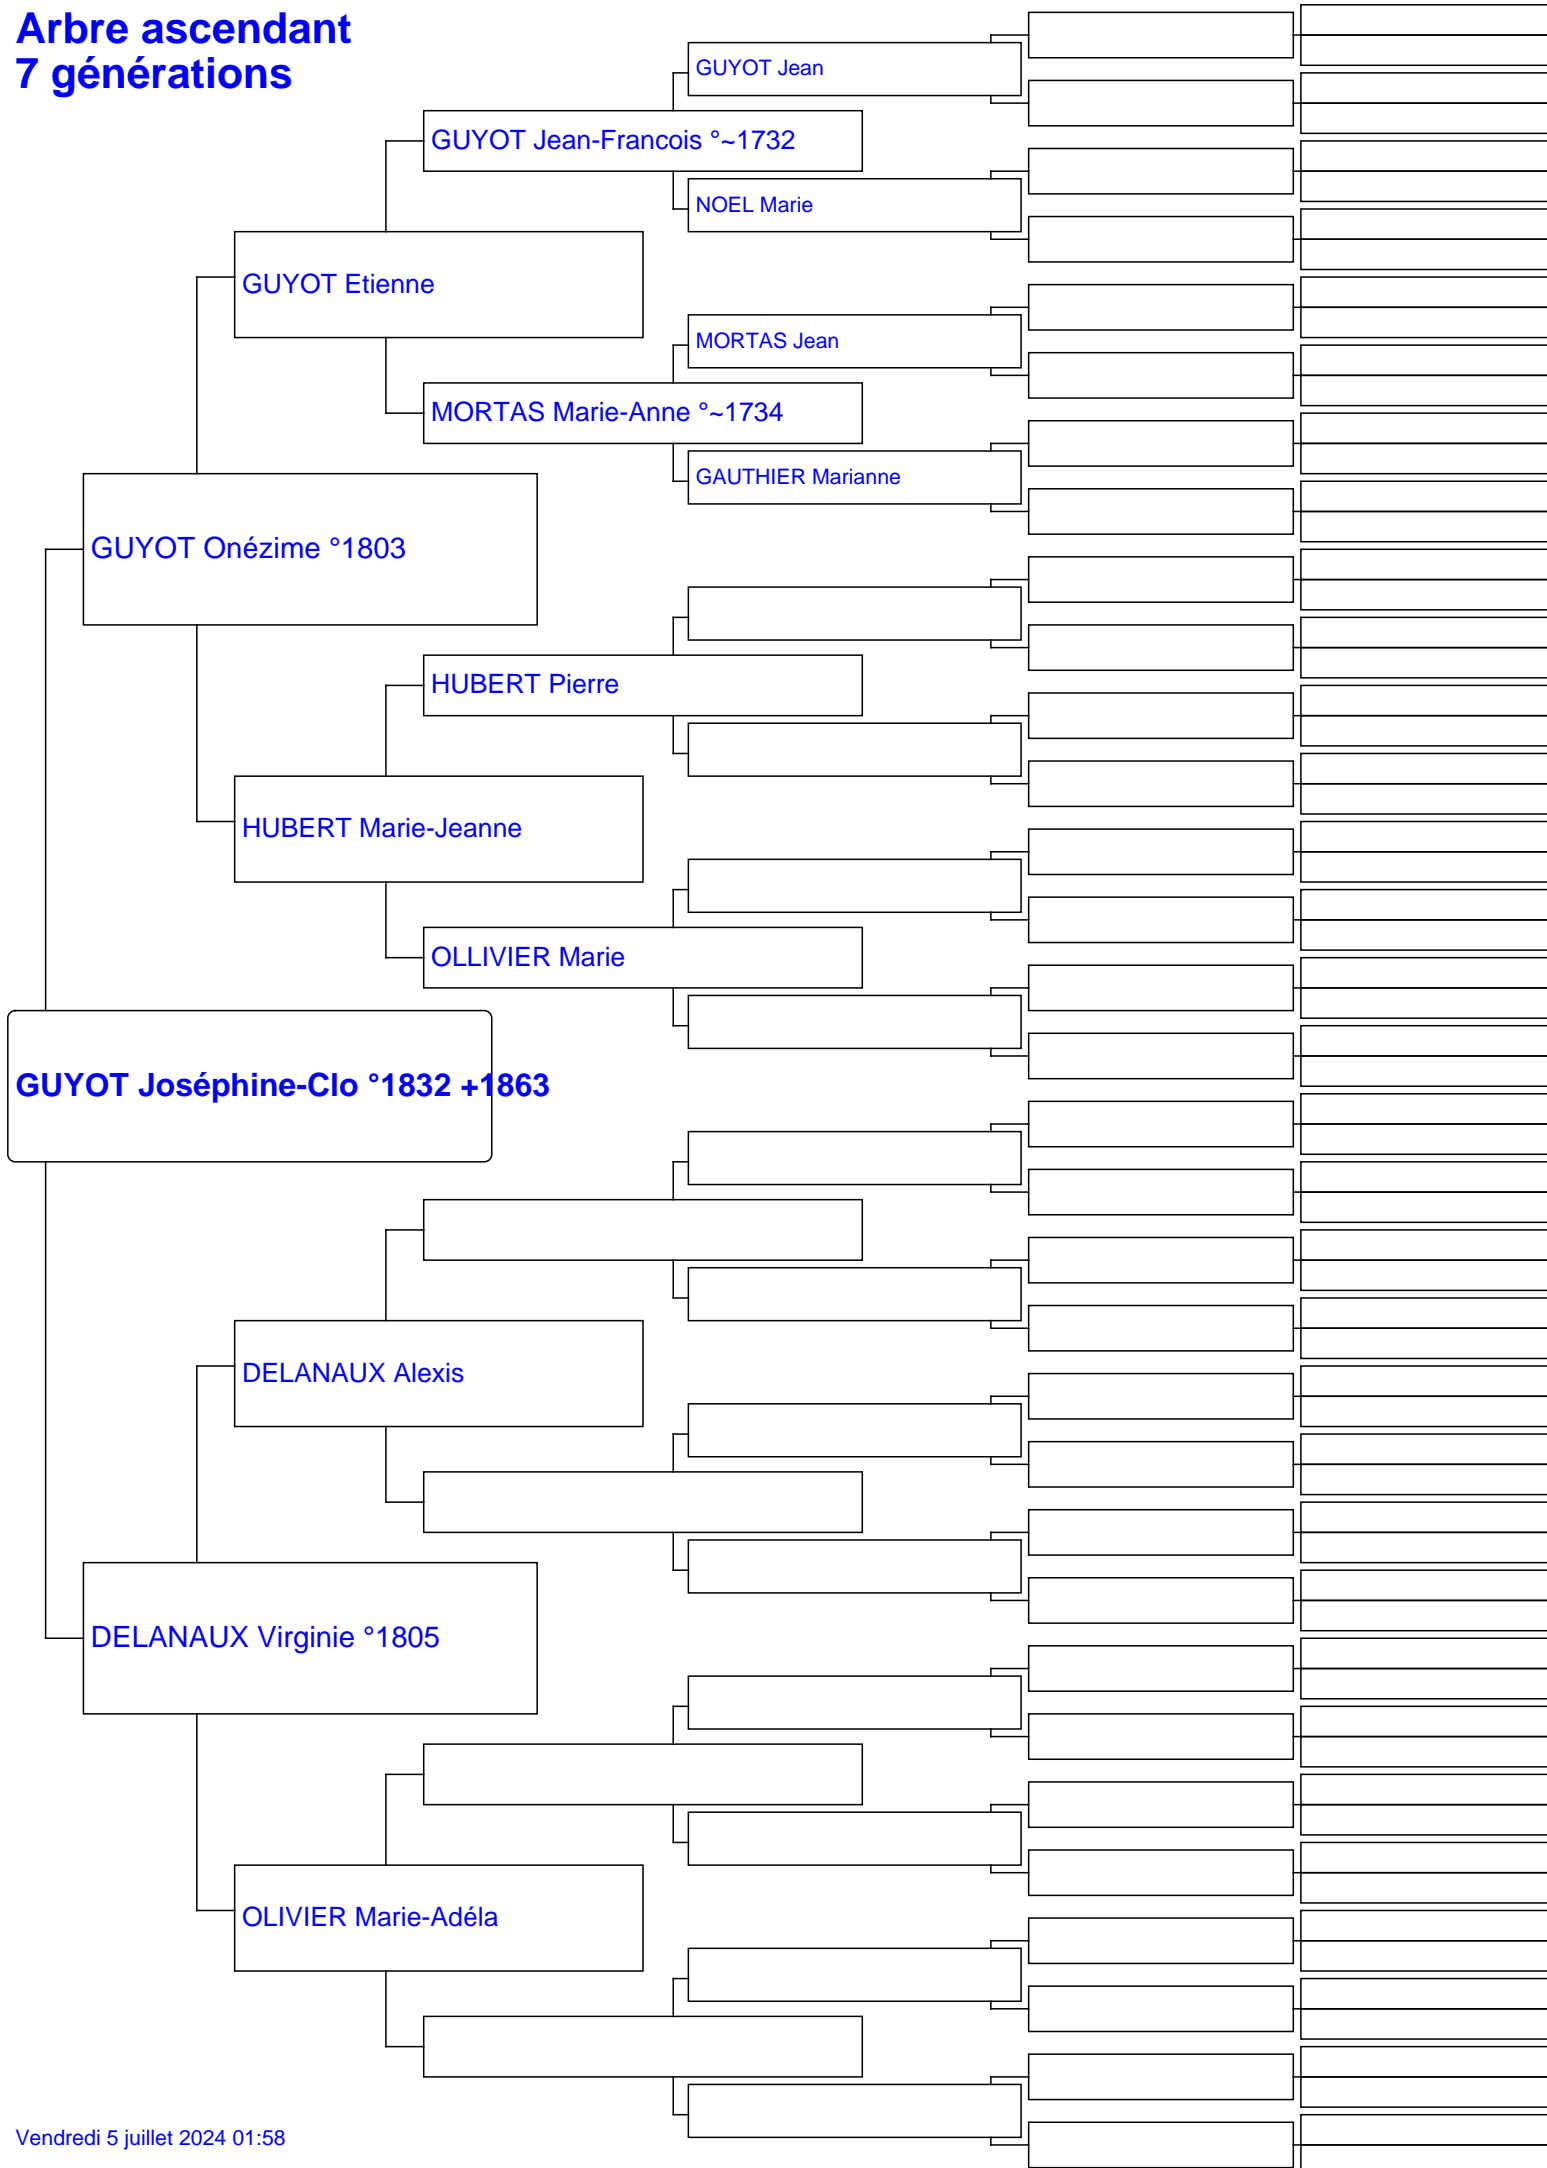 Arbre ascendant
7 générations
GUYOT Jean
GUYOT Jean-Francois °~1732
NOEL Marie
GUYOT Etienne
MORTAS Jean
MORTAS Marie-Anne °~1734
GAUTHIER Marianne
GUYOT Onézime °1803
HUBERT Pierre
HUBERT Marie-Jeanne
OLLIVIER Marie
GUYOT Joséphine-Clo °1832 +1863
DELANAUX Alexis
DELANAUX Virginie °1805
OLIVIER Marie-Adéla
Vendredi 5 juillet 2024 01:58